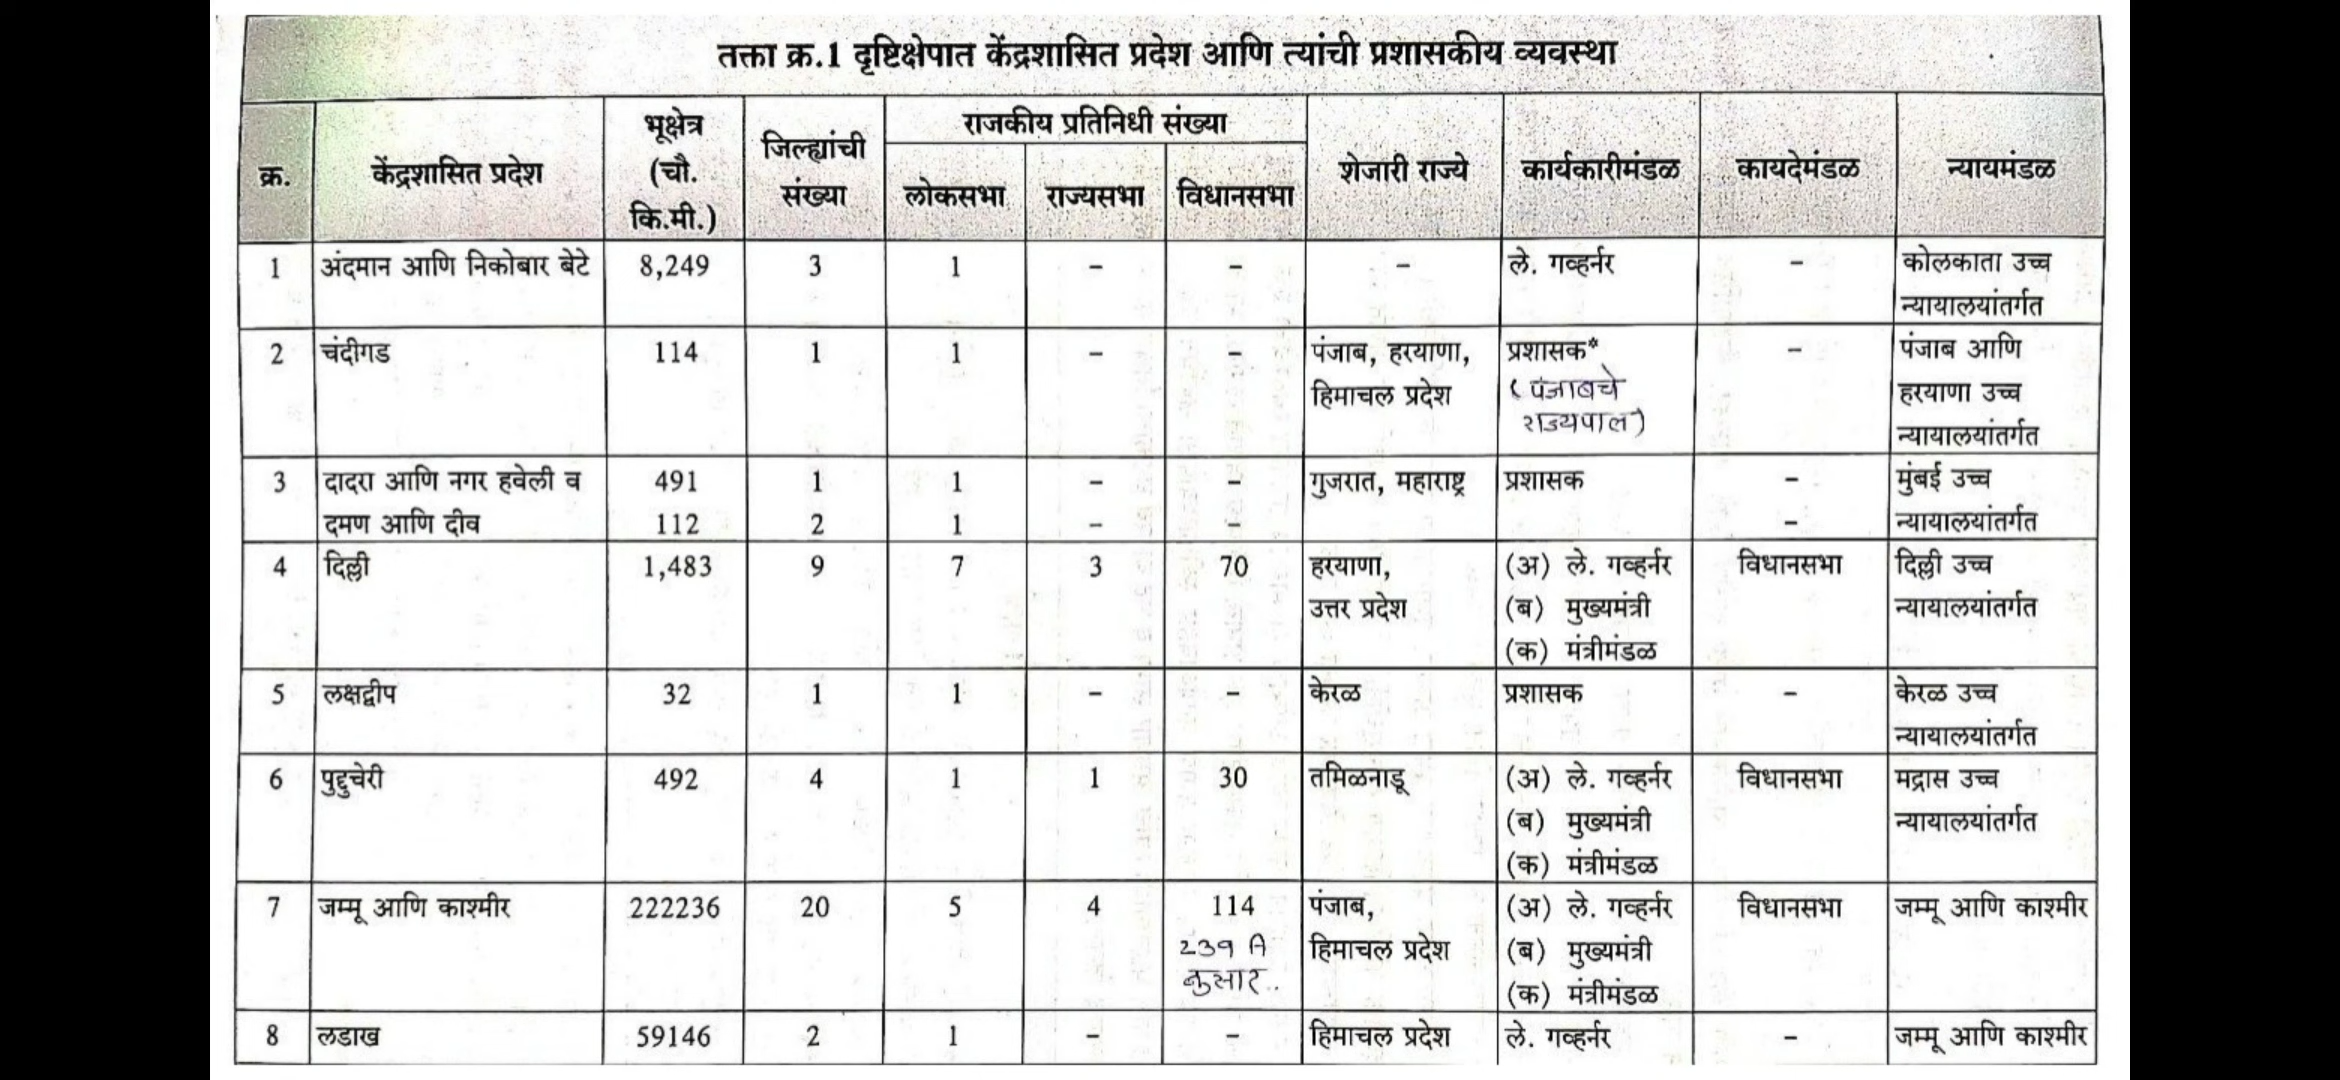 तक्ता क्र.1 दृष्टिक्षेपात केंद्रशासित प्रदेश आणि त्यांची प्रशासकीय व्यवस्था
क्र. केंद्रशासित प्रदेश भूक्षेत्र (चौ. कि.मी.) जिल्ह्यांची संख्या राजकीय प्रतिनिधी संख्या शेजारी राज्ये कार्यकारीमंडळ कायदेमंडळ न्यायमंडळ
लोकसभा राज्यसभा विधानसभा
1 अंदमान आणि निकोबार बेटे 8,249 3 1 – – – ले. गव्हर्नर – कोलकाता उच्च
न्यायालयांतर्गत
2 चंदीगड 114 1 1 – – पंजाब, हरयाणा, प्रशासक* – पंजाब आणि
हिमाचल प्रदेश (पंजाबचे हरयाणा उच्च
राज्यपाल) न्यायालयांतर्गत
3 दादरा आणि नगर हवेली व 491 1 1 – – गुजरात, महाराष्ट्र प्रशासक – मुंबई उच्च
दमण आणि दीव 112 2 1 – – – न्यायालयांतर्गत
4 दिल्ली 1,483 9 7 3 70 हरयाणा, (अ) ले. गव्हर्नर विधानसभा दिल्ली उच्च
उत्तर प्रदेश (ब) मुख्यमंत्री न्यायालयांतर्गत
(क) मंत्रीमंडळ
5 लक्षद्वीप 32 1 1 – – केरळ प्रशासक – केरळ उच्च
न्यायालयांतर्गत
6 पुद्दुचेरी 492 4 1 1 30 तमिळनाडू (अ) ले. गव्हर्नर विधानसभा मद्रास उच्च
(ब) मुख्यमंत्री न्यायालयांतर्गत
(क) मंत्रीमंडळ
7 जम्मू आणि काश्मीर 222236 20 5 4 114 पंजाब, (अ) ले. गव्हर्नर विधानसभा जम्मू आणि काश्मीर
239 A हिमाचल प्रदेश (ब) मुख्यमंत्री
नुसार.. (क) मंत्रीमंडळ
8 लडाख 59146 2 1 – – हिमाचल प्रदेश ले. गव्हर्नर – जम्मू आणि काश्मीर